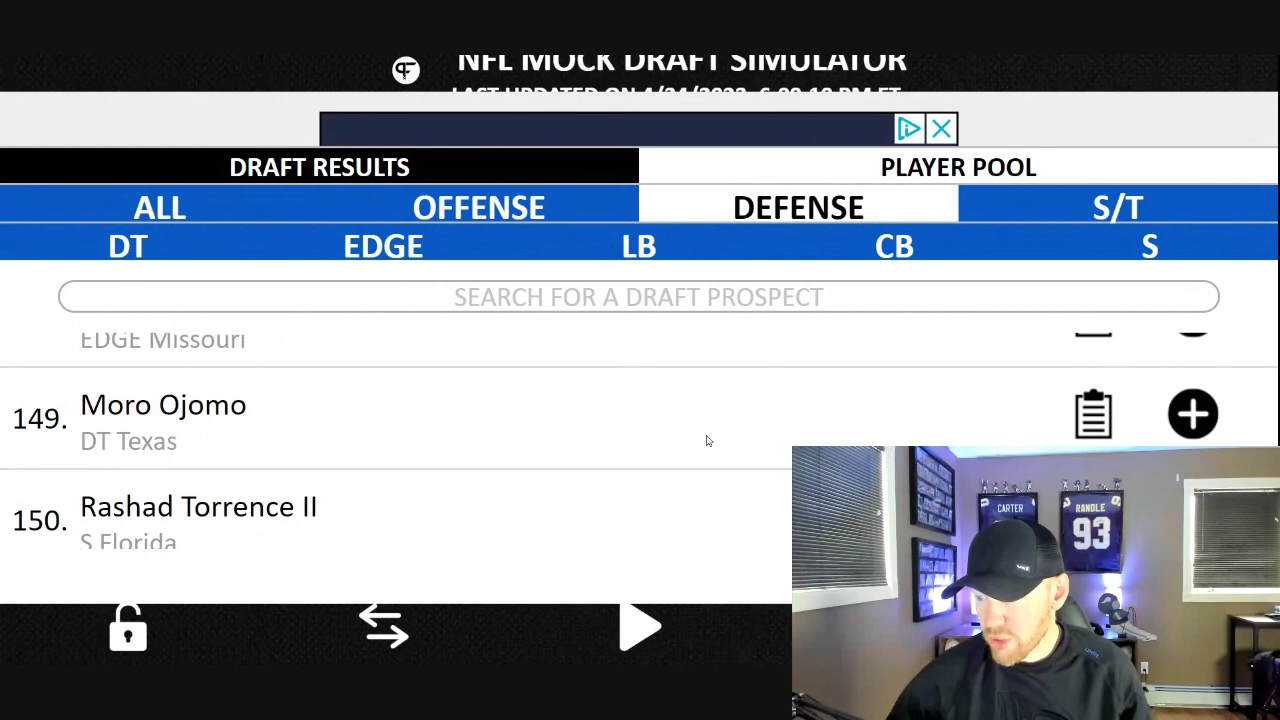 NFL MOCK DRAFT SIMULATOR
DRAFT RESULTS
PLAYER POOL
ALL
OFFENSE
DEFENSE
S/T
DT
EDGE
LB
CB
S
SEARCH FOR A DRAFT PROSPECT
EDGE Missouri
149.
Moro Ojomo
DT Texas
150.
Rashad Torrence II
S Florida
CARTER
RANDLE
93